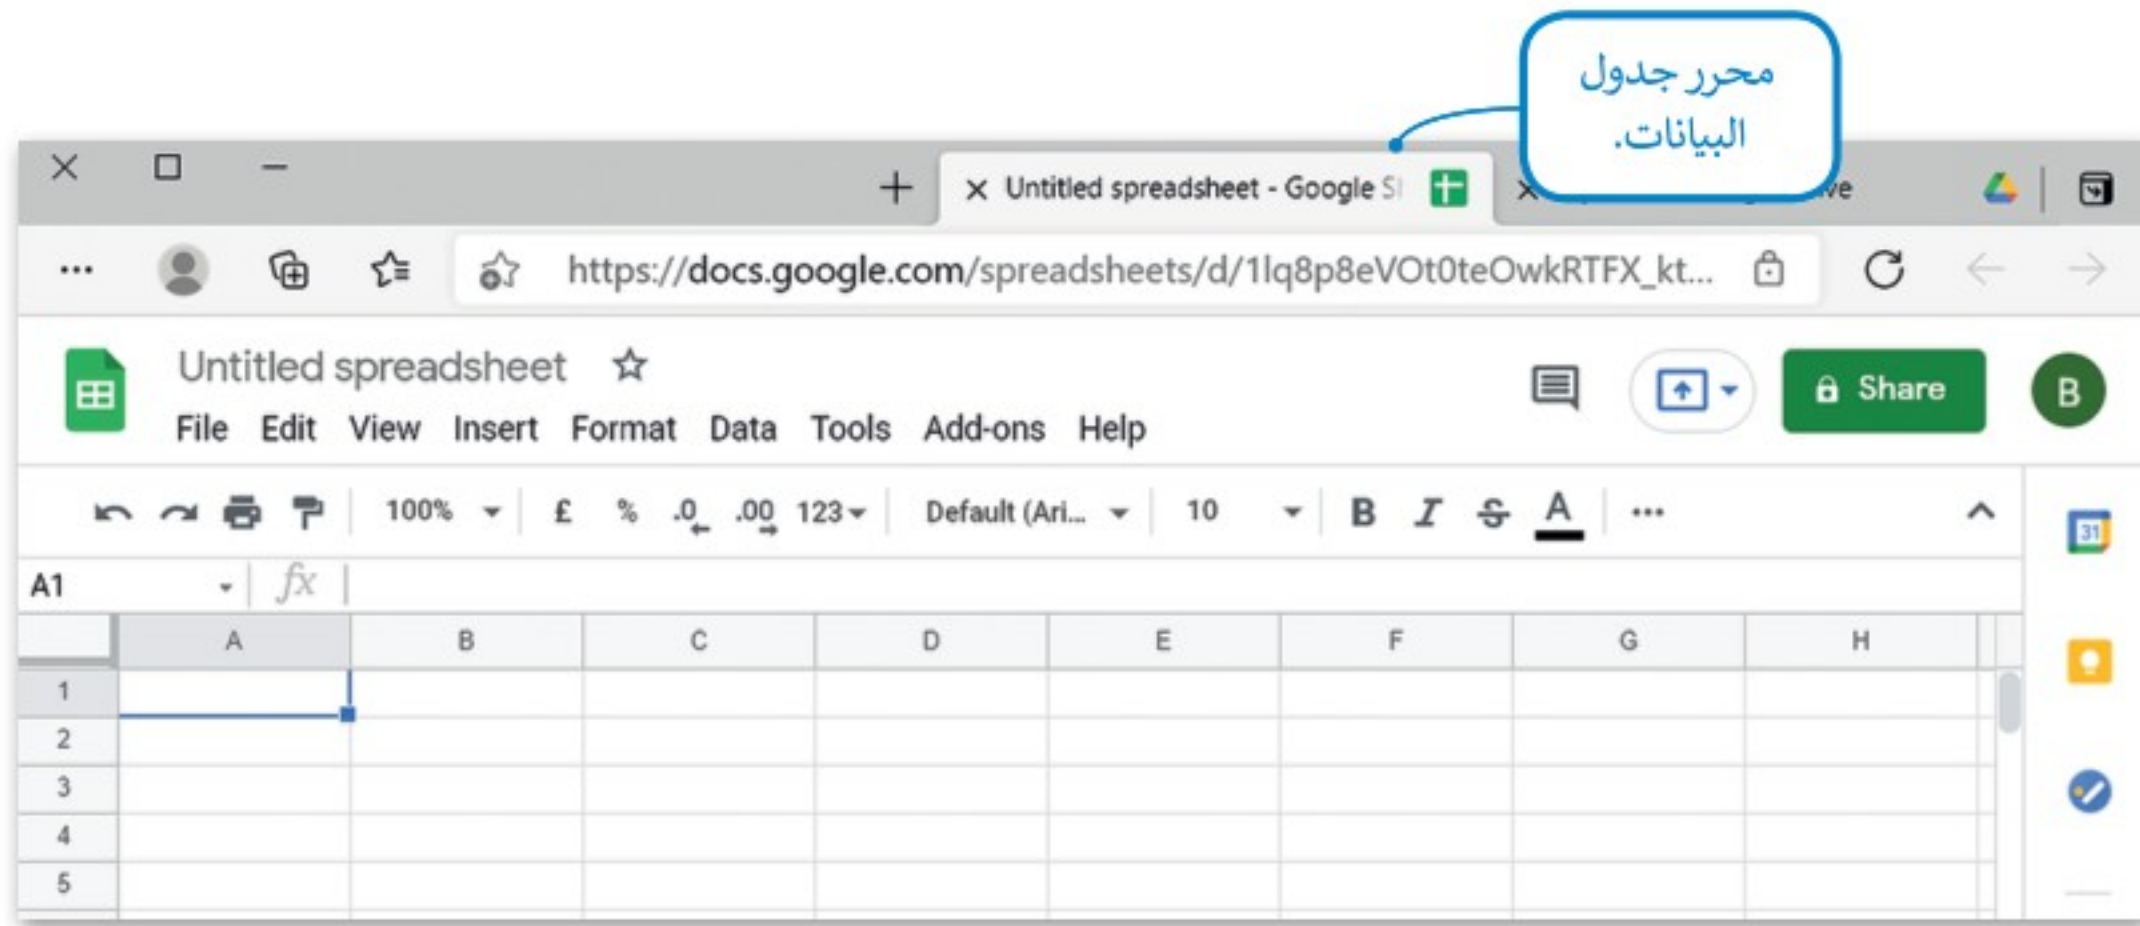 محرر جدول
البيانات.
Untitled spreadsheet - Google
https://docs.google.com/spreadsheets/d/1lq8p8eVOt0teOwkRTFX_kt...
Untitled spreadsheet
File Edit View Insert Format Data Tools Add-ons Help
Share
B
100% £ % .0 .00 123 Default (Ari... 10 B I S A ...
31
A1 fx
A B C D E F G H
1
2
3
4
5